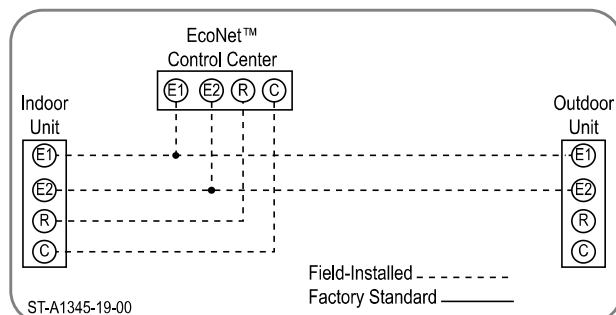 EcoNet™
Control Center
E1 E2 R C
Indoor
Unit
E1
E2
R
C
Outdoor
Unit
E1
E2
R
C
Field-Installed
Factory Standard
ST-A1345-19-00